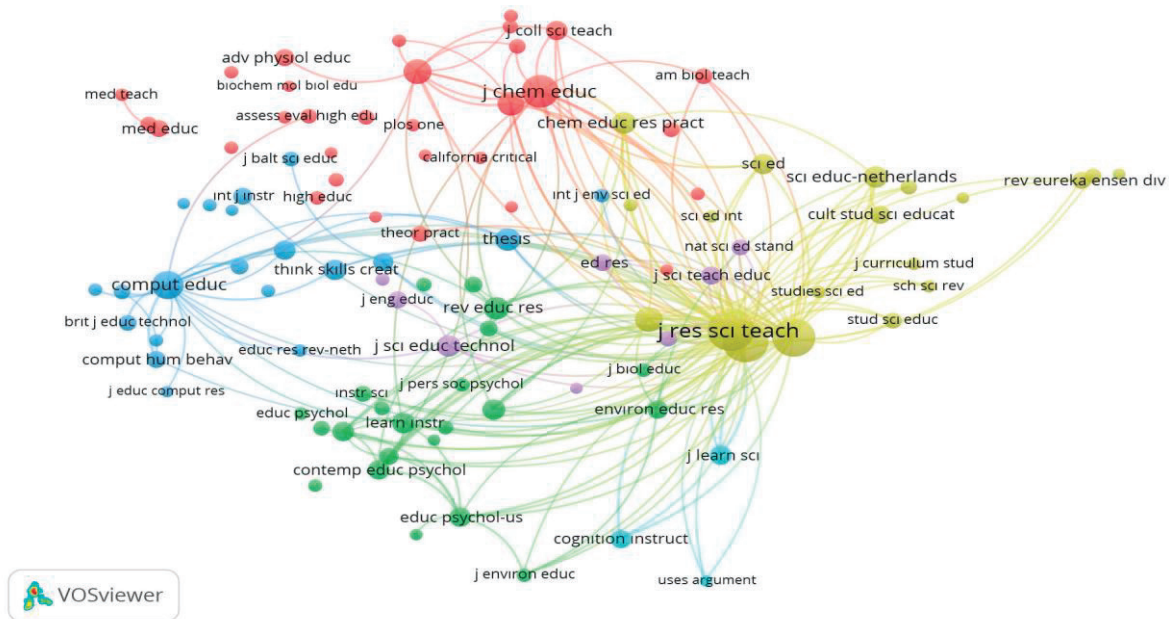 j coll sci teach
adv physiol educ
biochem mol biol edu
med teach
j chem educ
am biol teach
med educ
assess eval high edu
plos one
chem educ res pract
j balt sci educ
california critical
sci ed
sci educ-netherlands
rev eureka ensen div
int j instr
high educ
int j env sci ed
sci ed int
cult stud sci educat
theor pract
thesis
nat sci ed stand
comput educ
think skills creat
ed res
j sci teach educ
j curriculum stud
j eng educ
rev educ res
studies sci ed
sch sci rev
brit j educ technol
j res sci teach
stud sci educ
comput hum behav
educ res rev-neth
j sci educ technol
j educ comput res
instr sci
j pers soc psychol
j biol educ
educ psychol
learn instr
environ educ res
contemp educ psychol
j learn sci
educ psychol-us
cognition instruct
j environ educ
uses argument
VOSviewer